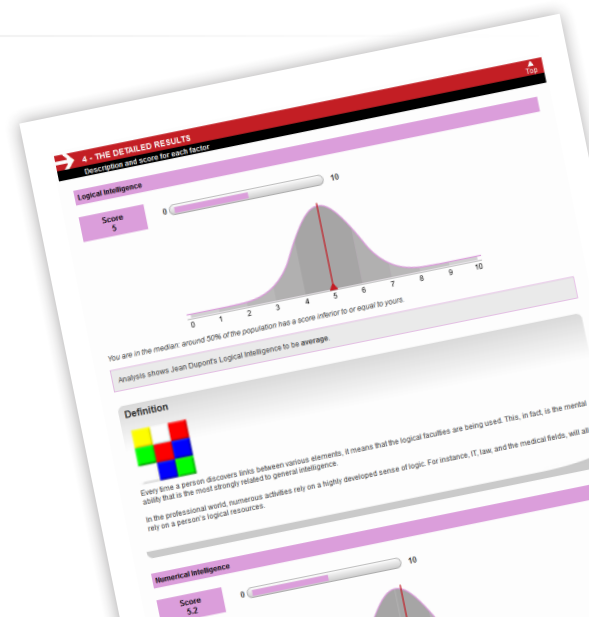 Top
4 - THE DETAILED RESULTS
Description and score for each factor
Logical Intelligence
Score
5
0
10
0 1 2 3 4 5 6 7 8 9 10
You are in the median: around 50% of the population has a score inferior to or equal to yours.
Analysis shows Jean Dupont's Logical Intelligence to be average.
Definition
Every time a person discovers links between various elements, it means that the logical faculties are being used. This, in fact, is the mental
ability that is the most strongly related to general intelligence.
In the professional world, numerous activities rely on a highly developed sense of logic. For instance, IT, law, and the medical fields, will all
rely on a person's logical resources.
Numerical Intelligence
Score
5.2
0
10